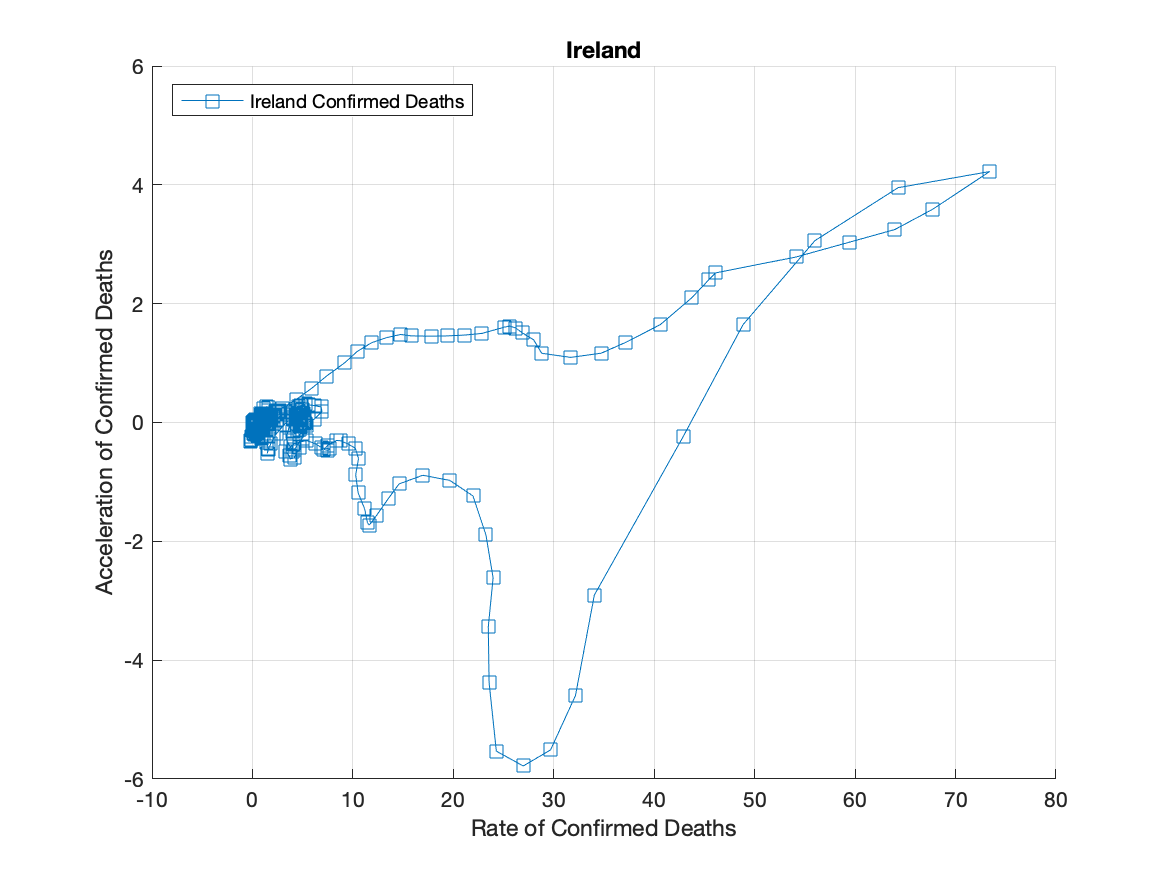 Ireland
6
Ireland Confirmed Deaths
4
2
0
-2
-4
-6
Acceleration of Confirmed Deaths
-10 0 10 20 30 40 50 60 70 80
Rate of Confirmed Deaths